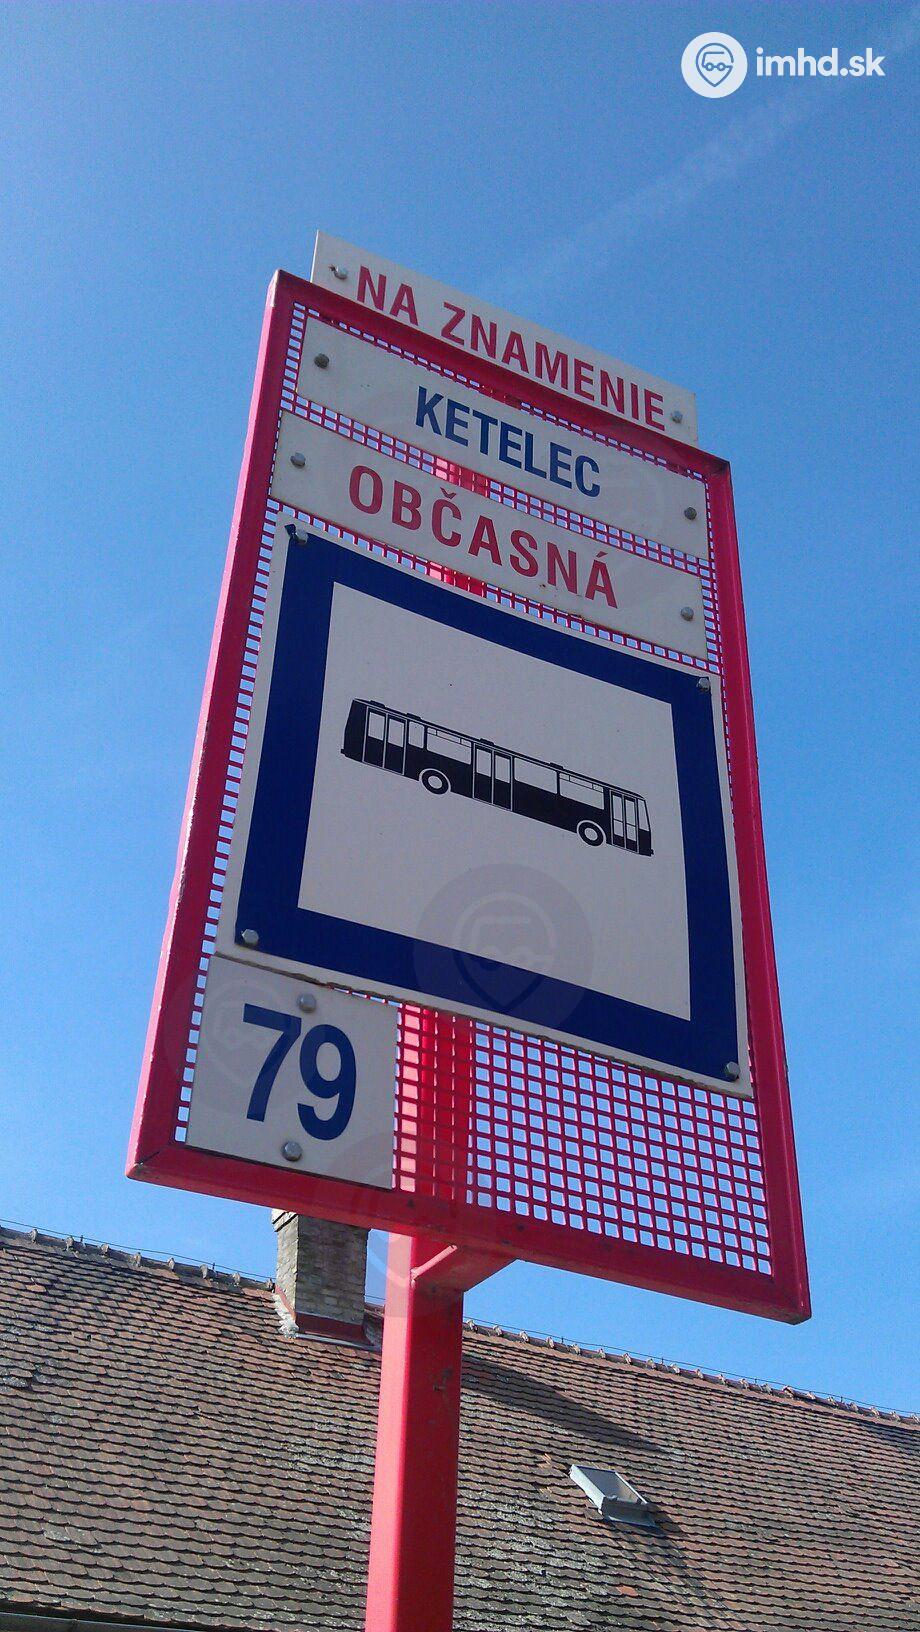 imhd.sk
NA ZNAMENIE
KETELEC
OBČASNÁ
79